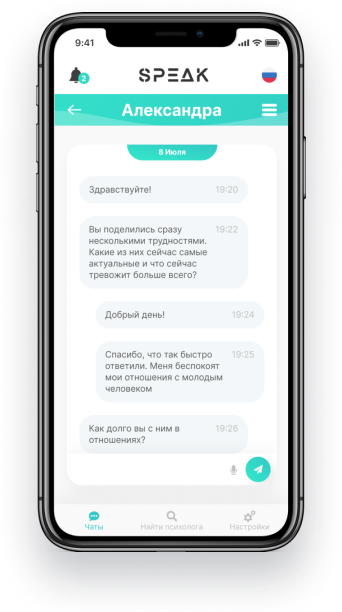 9:41
2
SPEAK
Александра
8 Июля
Здравствуйте! 19:20
Вы поделились сразу 19:22
несколькими трудностями.
Какие из них сейчас самые
актуальные и что сейчас
тревожит больше всего?
Добрый день! 19:24
Спасибо, что так быстро 19:25
ответили. Меня беспокоят
мои отношения с молодым
человеком
Как долго вы с ним в 19:26
отношениях?
Чаты Найти психолога Настройки